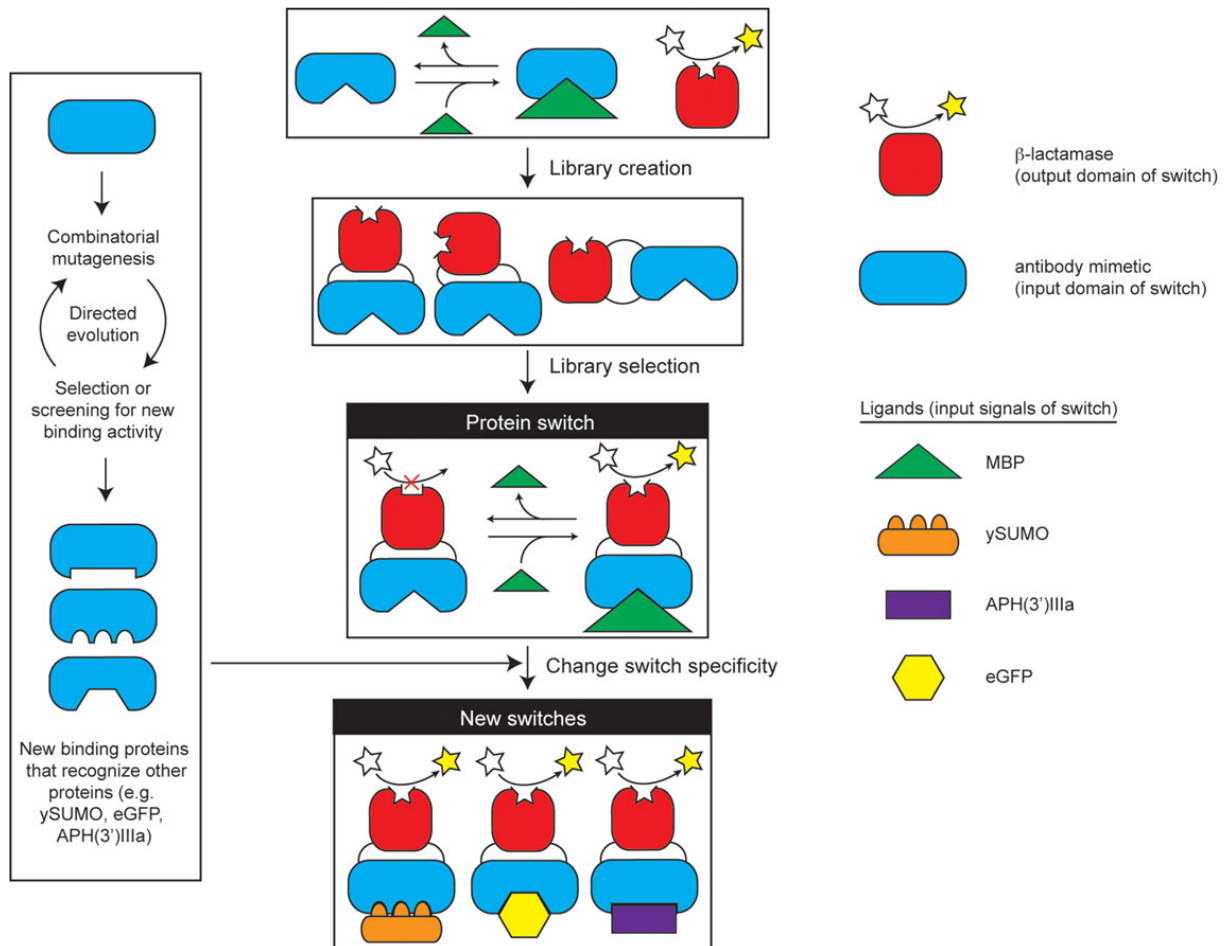 Combinatorial
mutagenesis
Directed
evolution
Selection or
screening for new
binding activity
New binding proteins
that recognize other
proteins (e.g.
ySUMO, eGFP,
APH(3')IIIa)
Library creation
Library selection
Protein switch
Change switch specificity
New switches
β-lactamase
(output domain of switch)
antibody mimetic
(input domain of switch)
Ligands (input signals of switch)
MBP
ySUMO
APH(3')IIIa
eGFP